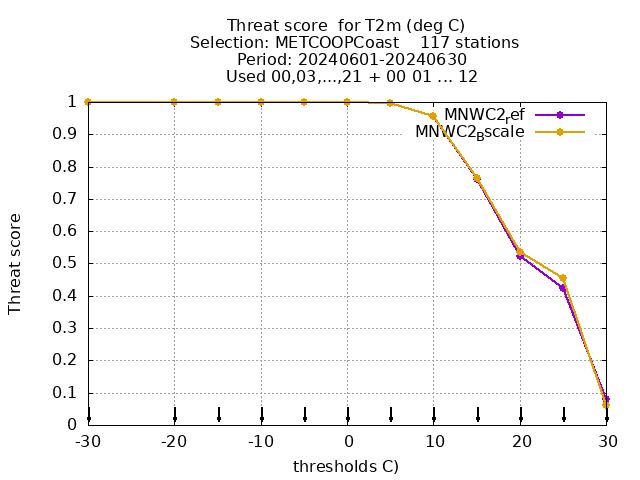 Threat score  for T2m (deg C)
Selection: METCOOPCoast    117 stations
Period: 20240601-20240630
Used 00,03,...,21 + 00 01 ... 12
MNWC2ref
MNWC2Bscale
Threat score
1
0.9
0.8
0.7
0.6
0.5
0.4
0.3
0.2
0.1
0
-30 -20 -10 0 10 20 30
thresholds C)